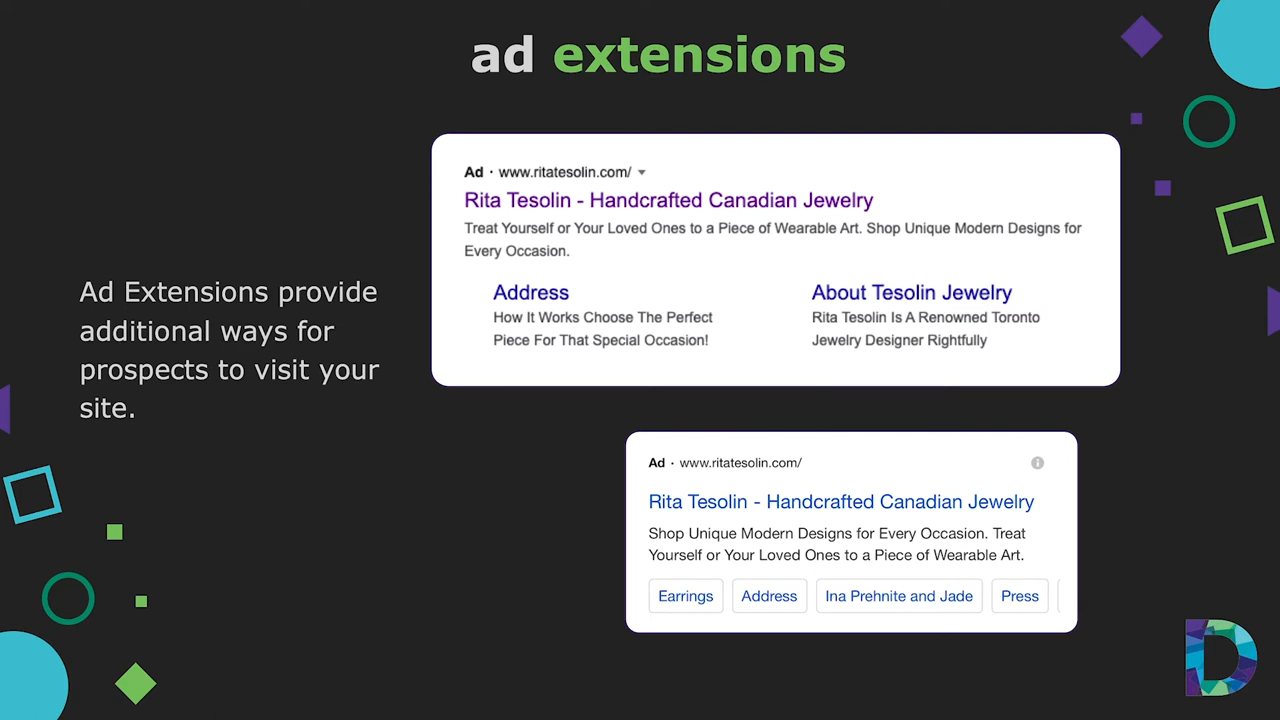 ad extensions
Ad · www.ritatesolin.com/
Rita Tesolin - Handcrafted Canadian Jewelry
Treat Yourself or Your Loved Ones to a Piece of Wearable Art. Shop Unique Modern Designs for
Every Occasion.
Address
How It Works Choose The Perfect
Piece For That Special Occasion!
About Tesolin Jewelry
Rita Tesolin Is A Renowned Toronto
Jewelry Designer Rightfully
Ad Extensions provide
additional ways for
prospects to visit your
site.
Ad · www.ritatesolin.com/
Rita Tesolin - Handcrafted Canadian Jewelry
Shop Unique Modern Designs for Every Occasion. Treat
Yourself or Your Loved Ones to a Piece of Wearable Art.
Earrings Address Ina Prehnite and Jade Press
D